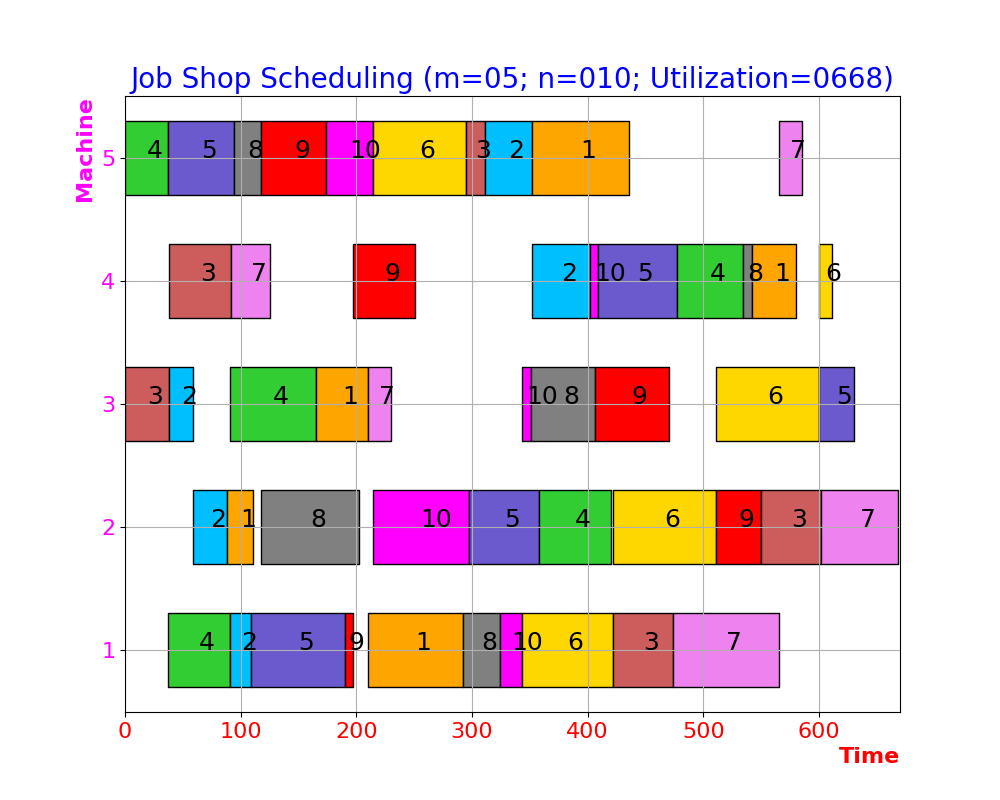 Job Shop Scheduling (m=05; n=010; Utilization=0668)
Machine
5
4 5 8 9 10 6 3 2 1 7
4
3 7 9 2 10 5 4 8 1 6
3
3 2 4 1 7 10 8 9 6 5
2
2 1 8 10 5 4 6 9 3 7
1
4 2 5 9 1 8 10 6 3 7
0 100 200 300 400 500 600
Time